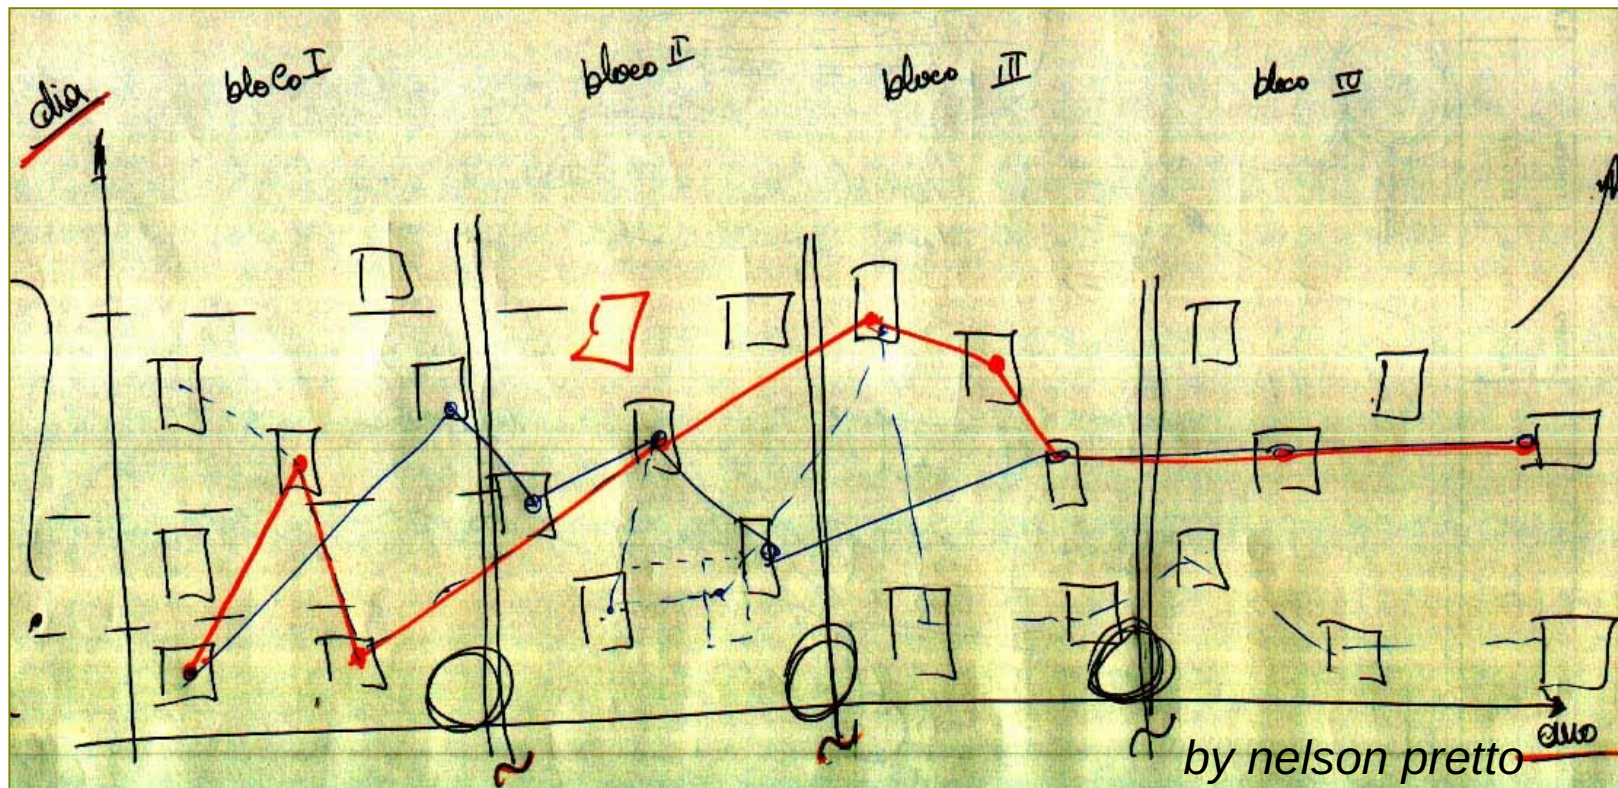 dia
bloco I
bloco II
bloco III
bloco IV
ano
by nelson pretto